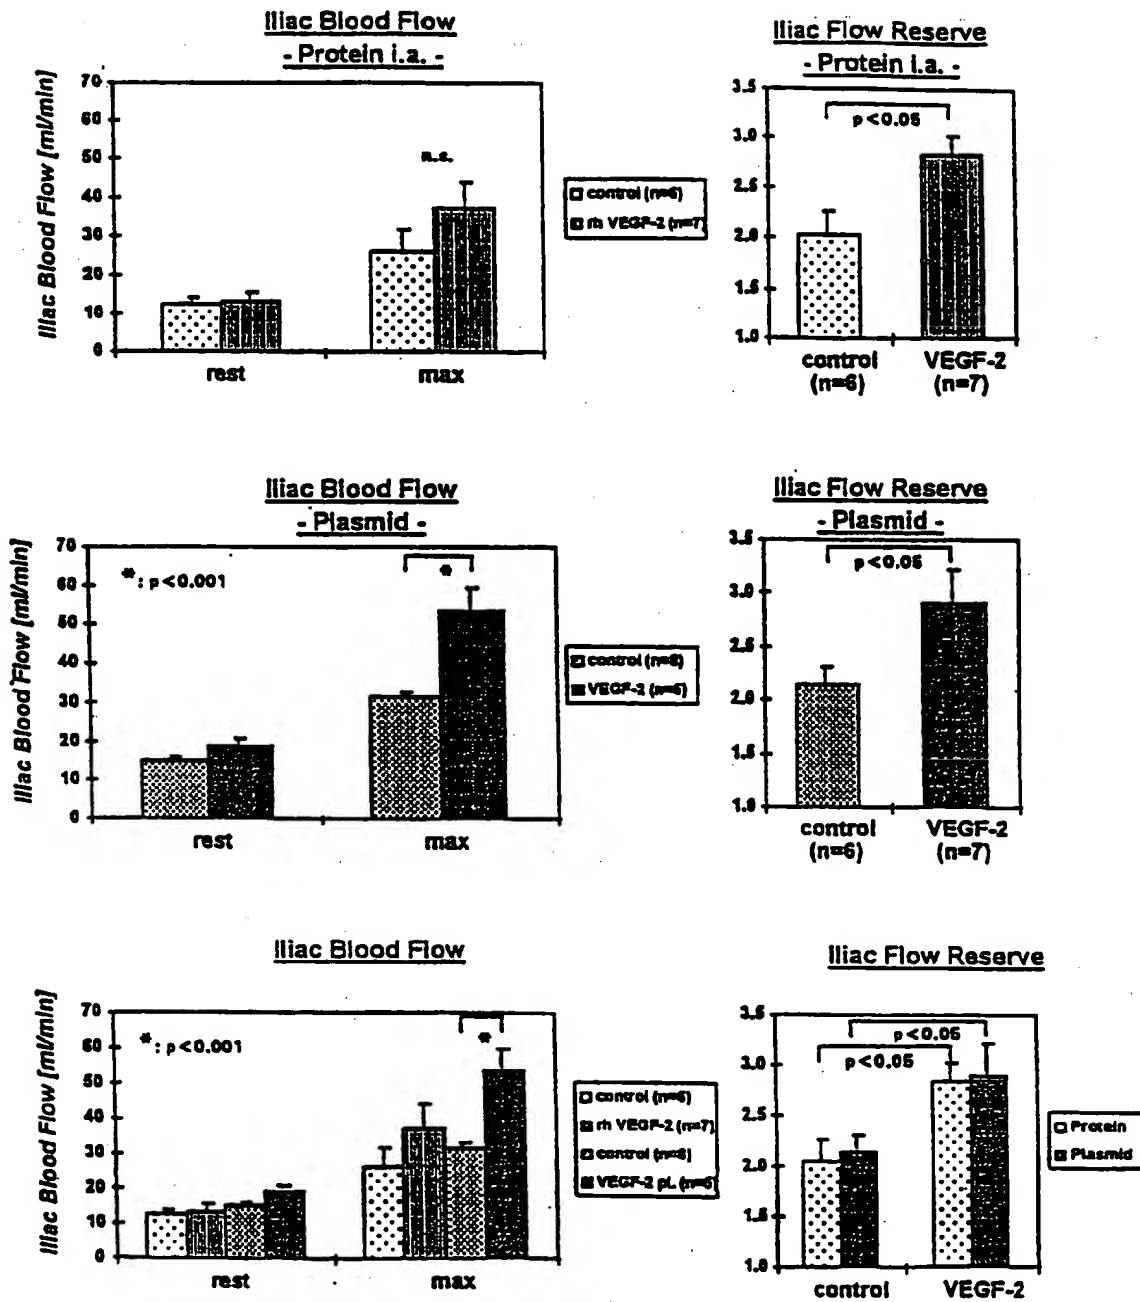 Iliac Blood Flow
- Protein i.a. -
Iliac Blood Flow [ml/min]
70
60
50
40
30
20
10
0
n.s.
rest
max
control (n=6)
rh VEGF-2 (n=7)
Iliac Flow Reserve
- Protein i.a. -
3.5
3.0
2.5
2.0
1.5
1.0
p<0.05
control
(n=6)
VEGF-2
(n=7)
Iliac Blood Flow
- Plasmid -
Iliac Blood Flow [ml/min]
70
60
50
40
30
20
10
0
*: p<0.001
*
rest
max
control (n=8)
VEGF-2 (n=6)
Iliac Flow Reserve
- Plasmid -
3.5
3.0
2.5
2.0
1.5
1.0
p<0.05
control
(n=6)
VEGF-2
(n=7)
Iliac Blood Flow
Iliac Blood Flow [ml/min]
70
60
50
40
30
20
10
0
*: p<0.001
*
rest
max
control (n=6)
rh VEGF-2 (n=7)
control (n=8)
VEGF-2 pl. (n=6)
Iliac Flow Reserve
3.5
3.0
2.5
2.0
1.5
1.0
p<0.05
p<0.05
control
VEGF-2
Protein
Plasmid